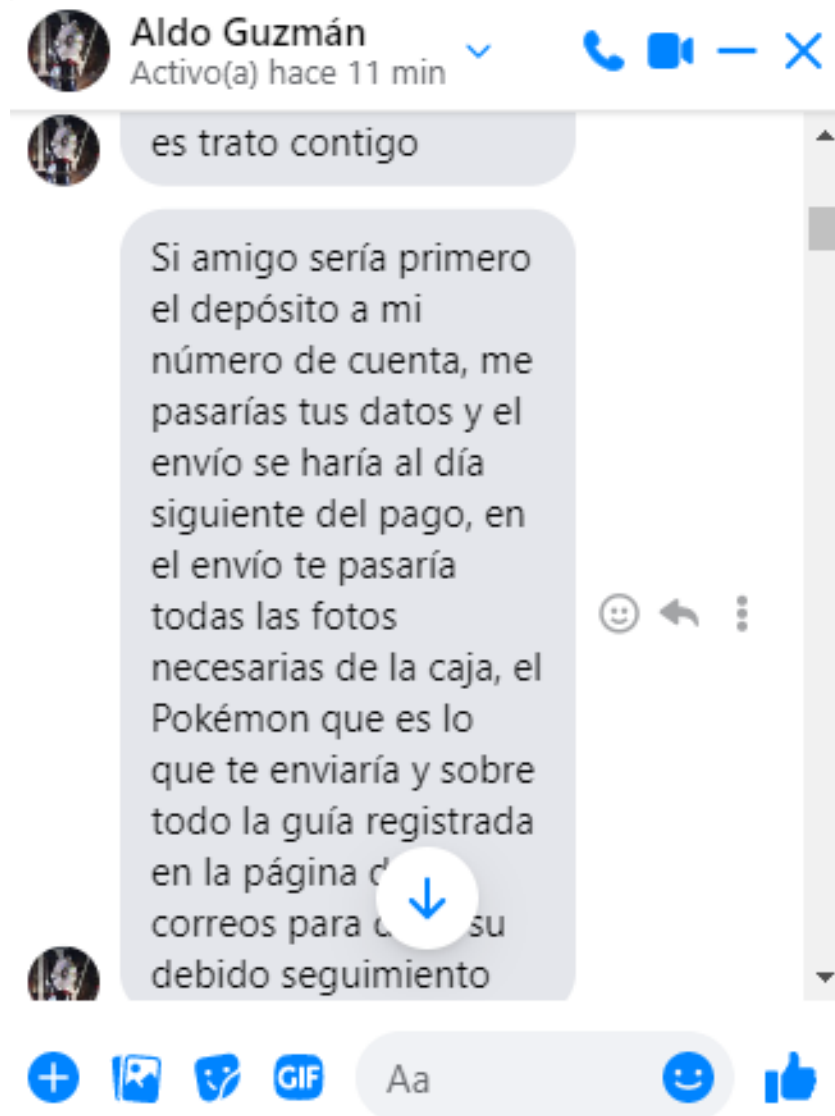 Aldo Guzmán
Activo(a) hace 11 min
es trato contigo
Si amigo sería primero
el depósito a mi
número de cuenta, me
pasarías tus datos y el
envío se haría al día
siguiente del pago, en
el envío te pasaría
todas las fotos
necesarias de la caja, el
Pokémon que es lo
que te enviaría y sobre
todo la guía registrada
en la página
correos para su
debido seguimiento
GIF
Aa